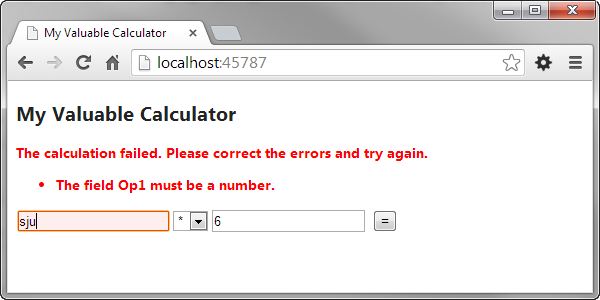 My Valuable Calculator
localhost:45787
My Valuable Calculator
The calculation failed. Please correct the errors and try again.
• The field Op1 must be a number.
sju * 6 =